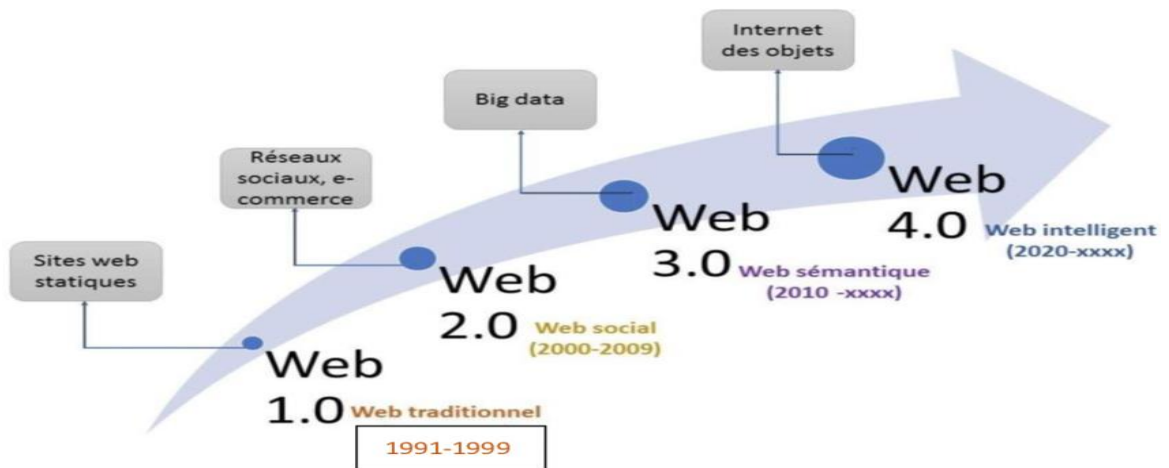 Internet
des objets
Big data
Réseaux
sociaux, e-
commerce
Sites web
statiques
Web
4.0 Web intelligent
(2020-xxxx)
Web
3.0 Web sémantique
(2010 -xxxx)
Web
2.0 Web social
(2000-2009)
Web
1.0 Web traditionnel
1991-1999